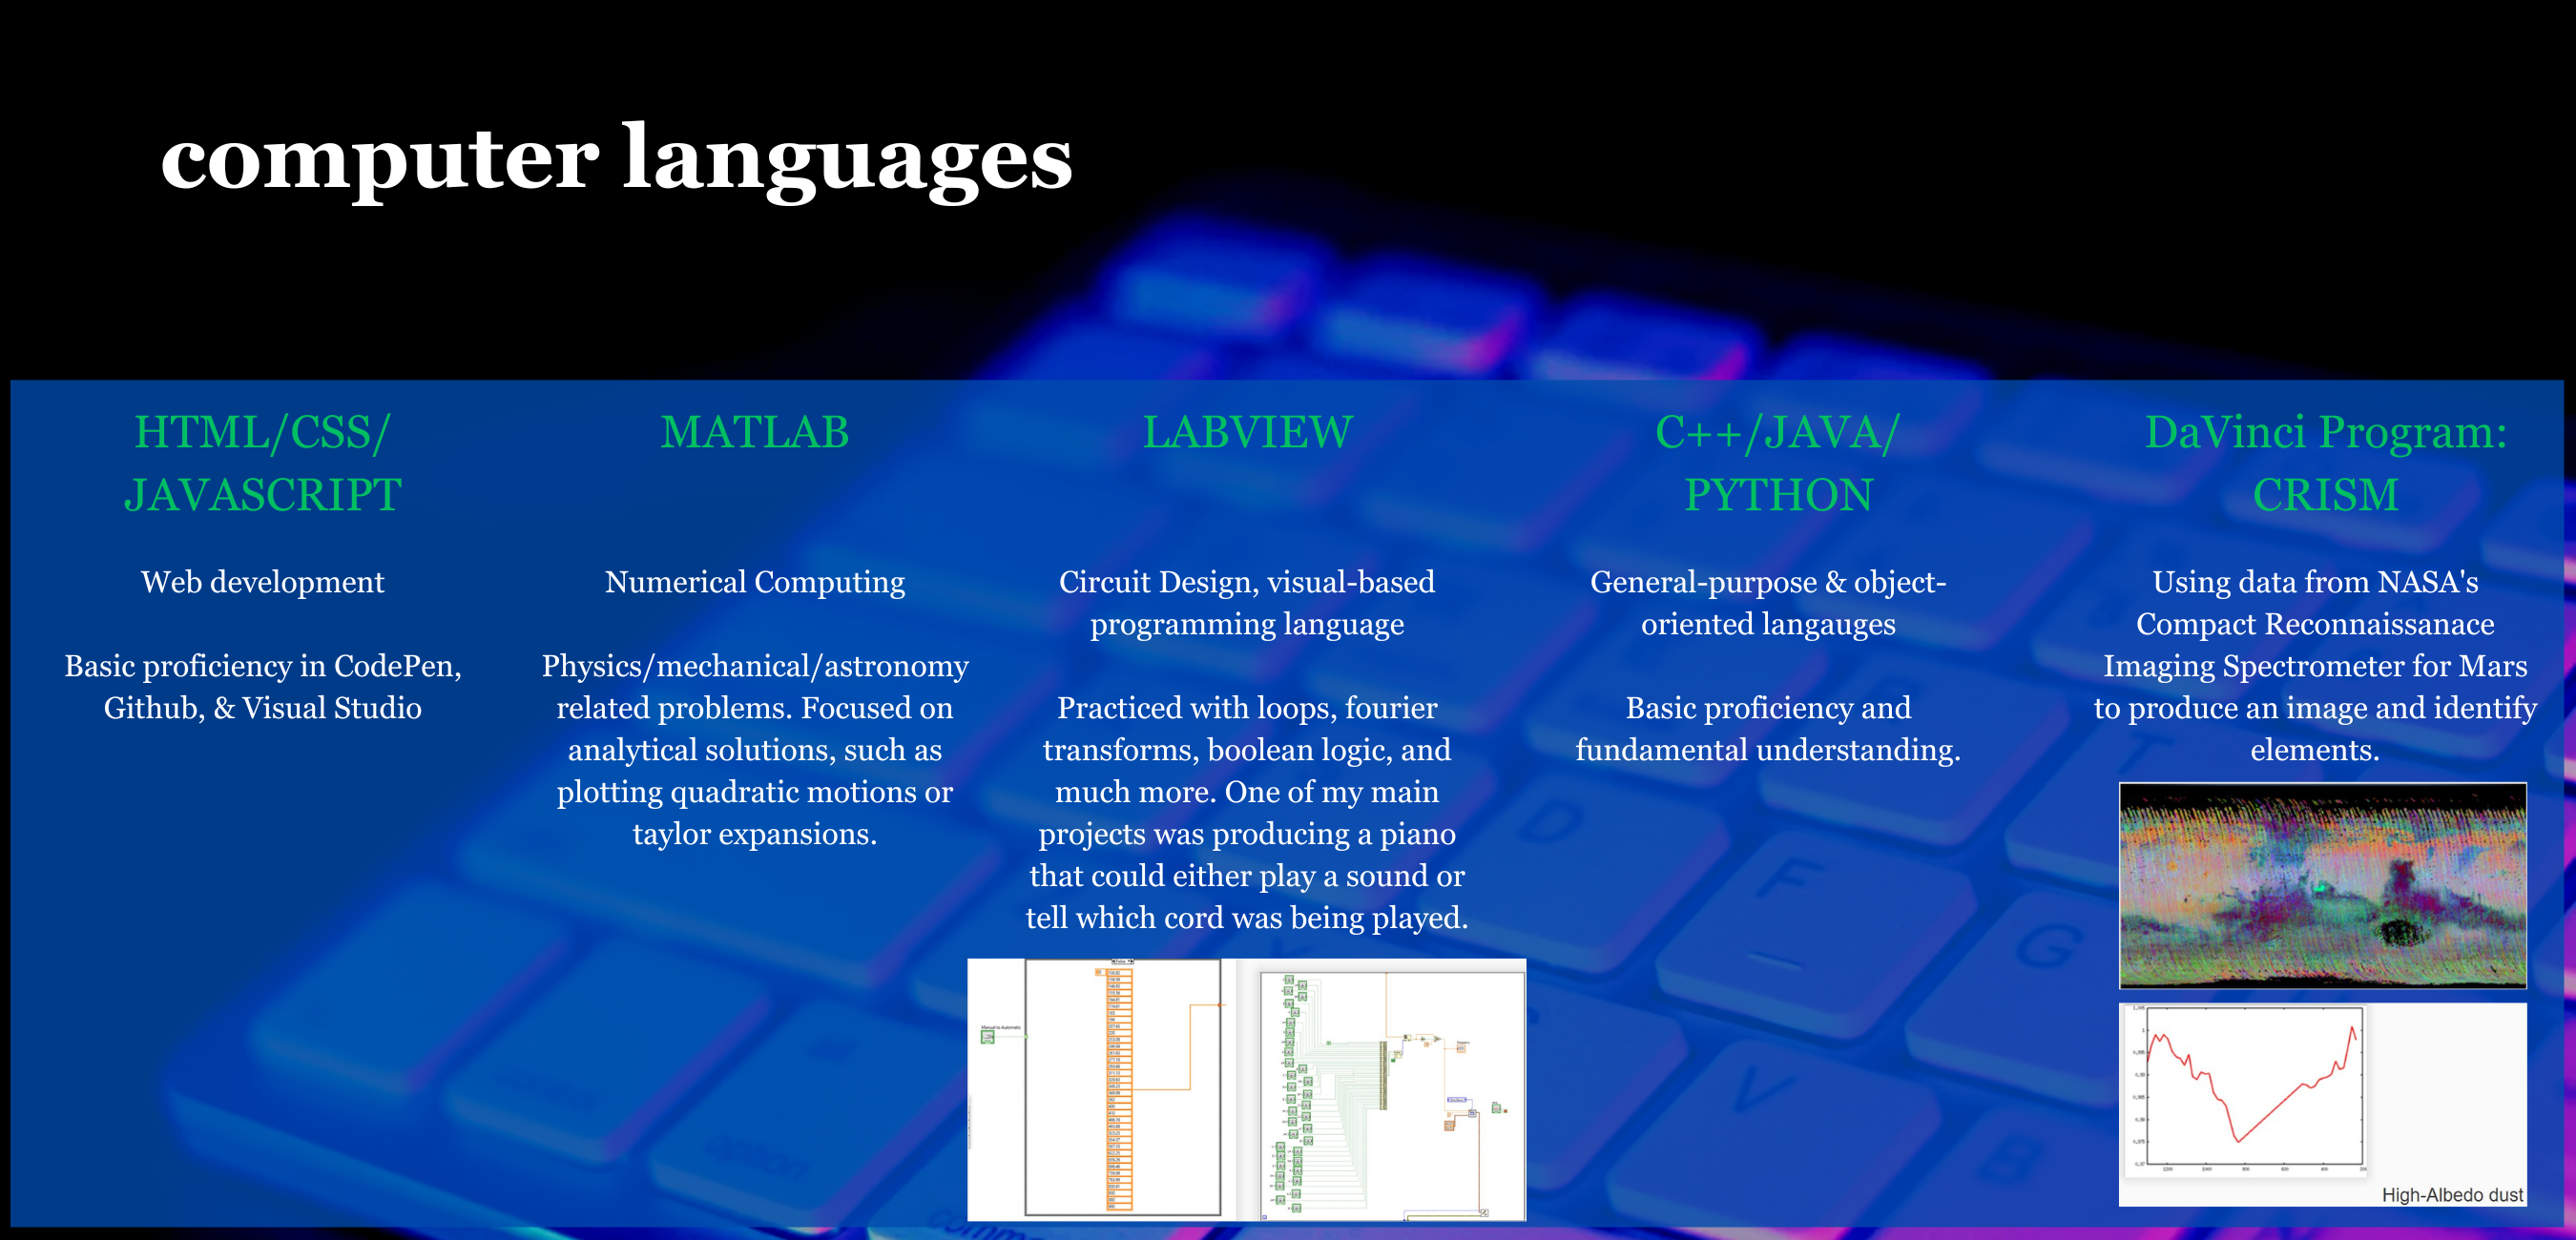 computer languages
HTML/CSS/
JAVASCRIPT
Web development
Basic proficiency in CodePen,
Github, & Visual Studio
MATLAB
Numerical Computing
Physics/mechanical/astronomy
related problems. Focused on
analytical solutions, such as
plotting quadratic motions or
taylor expansions.
LABVIEW
Circuit Design, visual-based
programming language
Practiced with loops, fourier
transforms, boolean logic, and
much more. One of my main
projects was producing a piano
that could either play a sound or
tell which cord was being played.
Manual to Automatic
C++/JAVA/
PYTHON
General-purpose & object-
oriented langauges
Basic proficiency and
fundamental understanding.
DaVinci Program:
CRISM
Using data from NASA's
Compact Reconnaissanace
Imaging Spectrometer for Mars
to produce an image and identify
elements.
High-Albedo dust
D
F
G
T
V
B
option